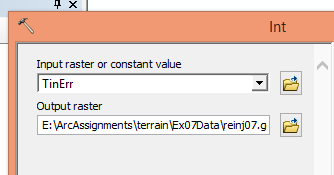 Int
Input raster or constant value
TinErr
Output raster
E:\ArcAssignments\terrain\Ex07Data\reinj07.g